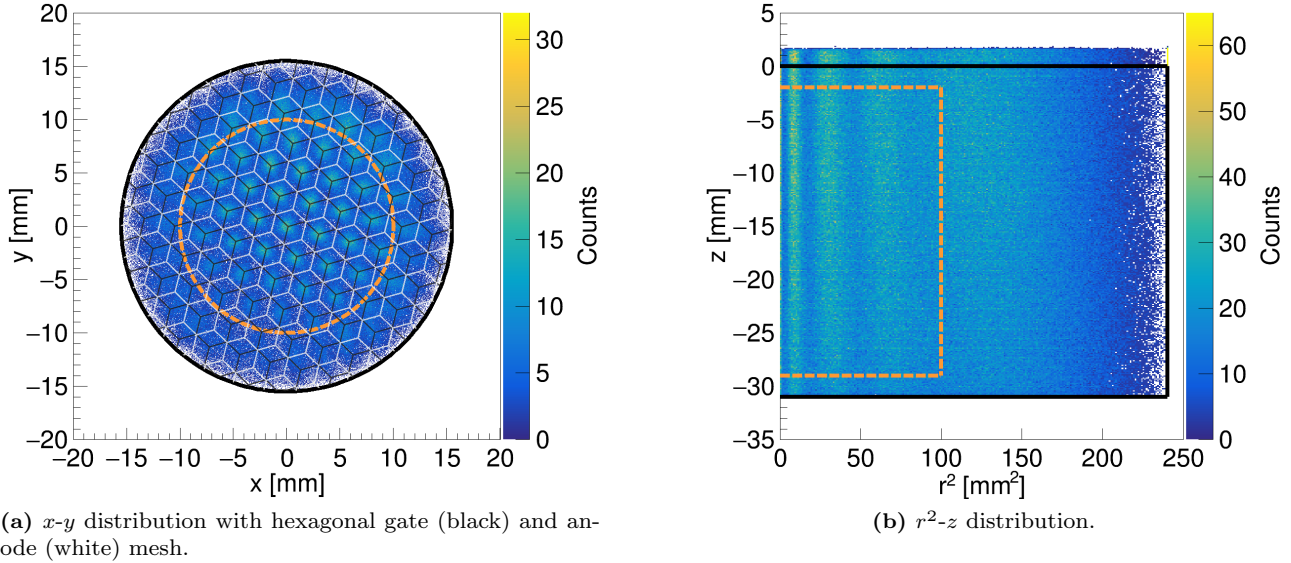 20
15
10
5
0
−5
−10
−15
−20
−20 −15 −10 −5 0 5 10 15 20
x [mm]
y [mm]
30
25
20
15
10
5
0
Counts
(a) x-y distribution with hexagonal gate (black) and an-
ode (white) mesh.
5
0
−5
−10
−15
−20
−25
−30
−35
0 50 100 150 200 250
r² [mm²]
z [mm]
60
50
40
30
20
10
0
Counts
(b) r²-z distribution.